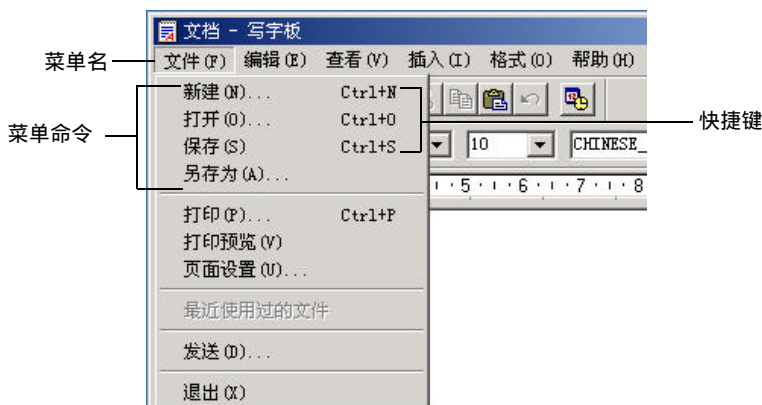 文档 - 写字板
菜单名
文件(F) 编辑(E) 查看(V) 插入(I) 格式(O) 帮助(H)
新建(N)... Ctrl+N
打开(O)... Ctrl+O
保存(S) Ctrl+S
另存为(A)...
菜单命令
快捷键
10 CHINESE_
5 6 7 8
打印(P)... Ctrl+P
打印预览(V)
页面设置(U)...
最近使用过的文件
发送(D)...
退出(X)